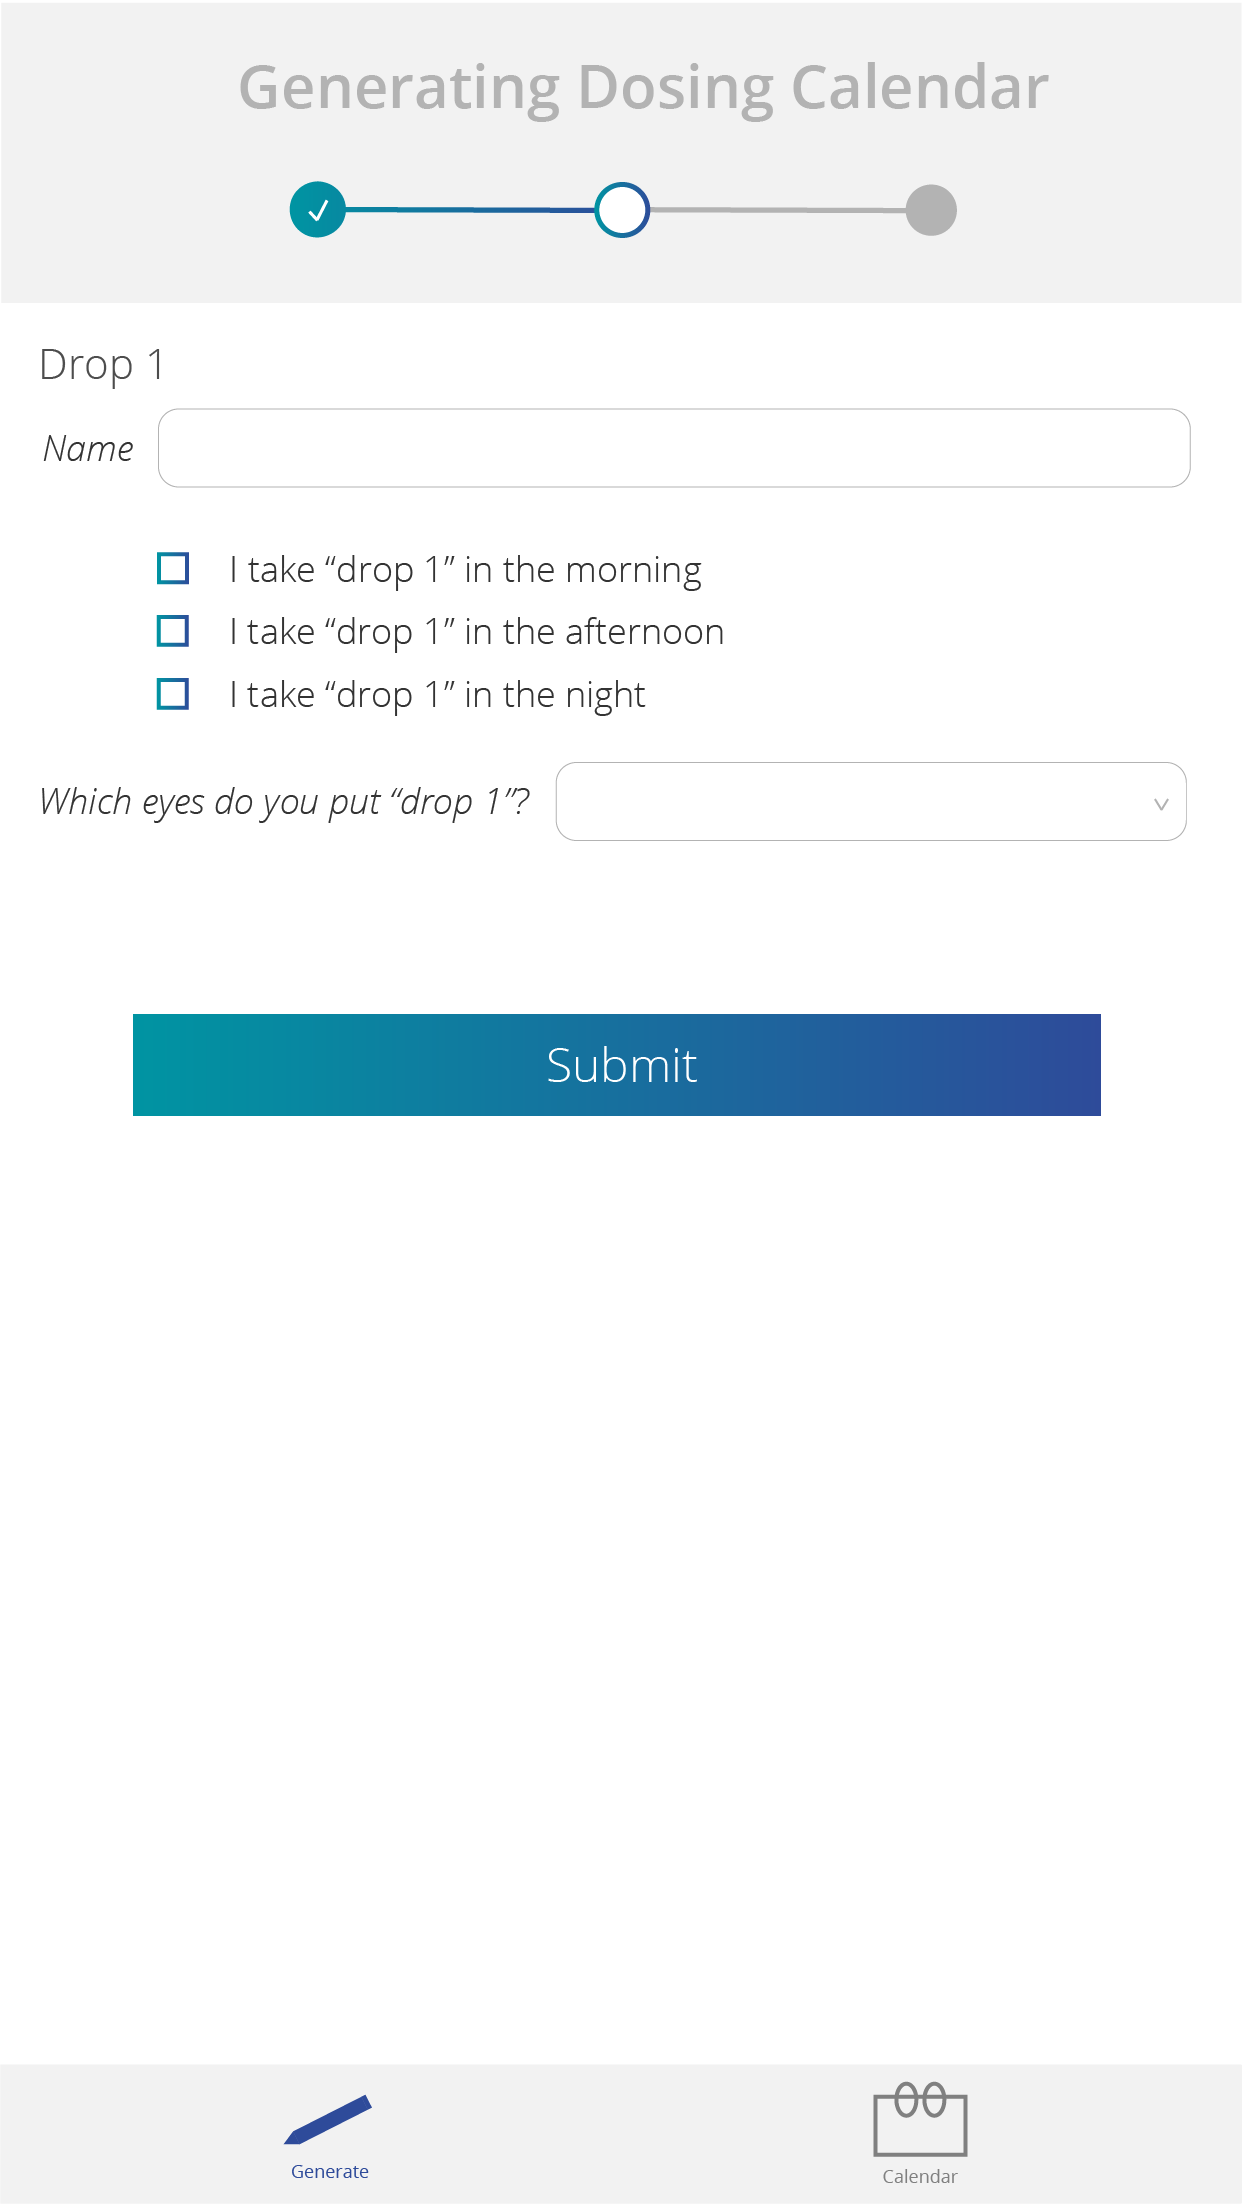 Generating Dosing Calendar
Drop 1
Name
I take “drop 1” in the morning
I take “drop 1” in the afternoon
I take “drop 1” in the night
Which eyes do you put “drop 1”?
Submit
Generate
Calendar